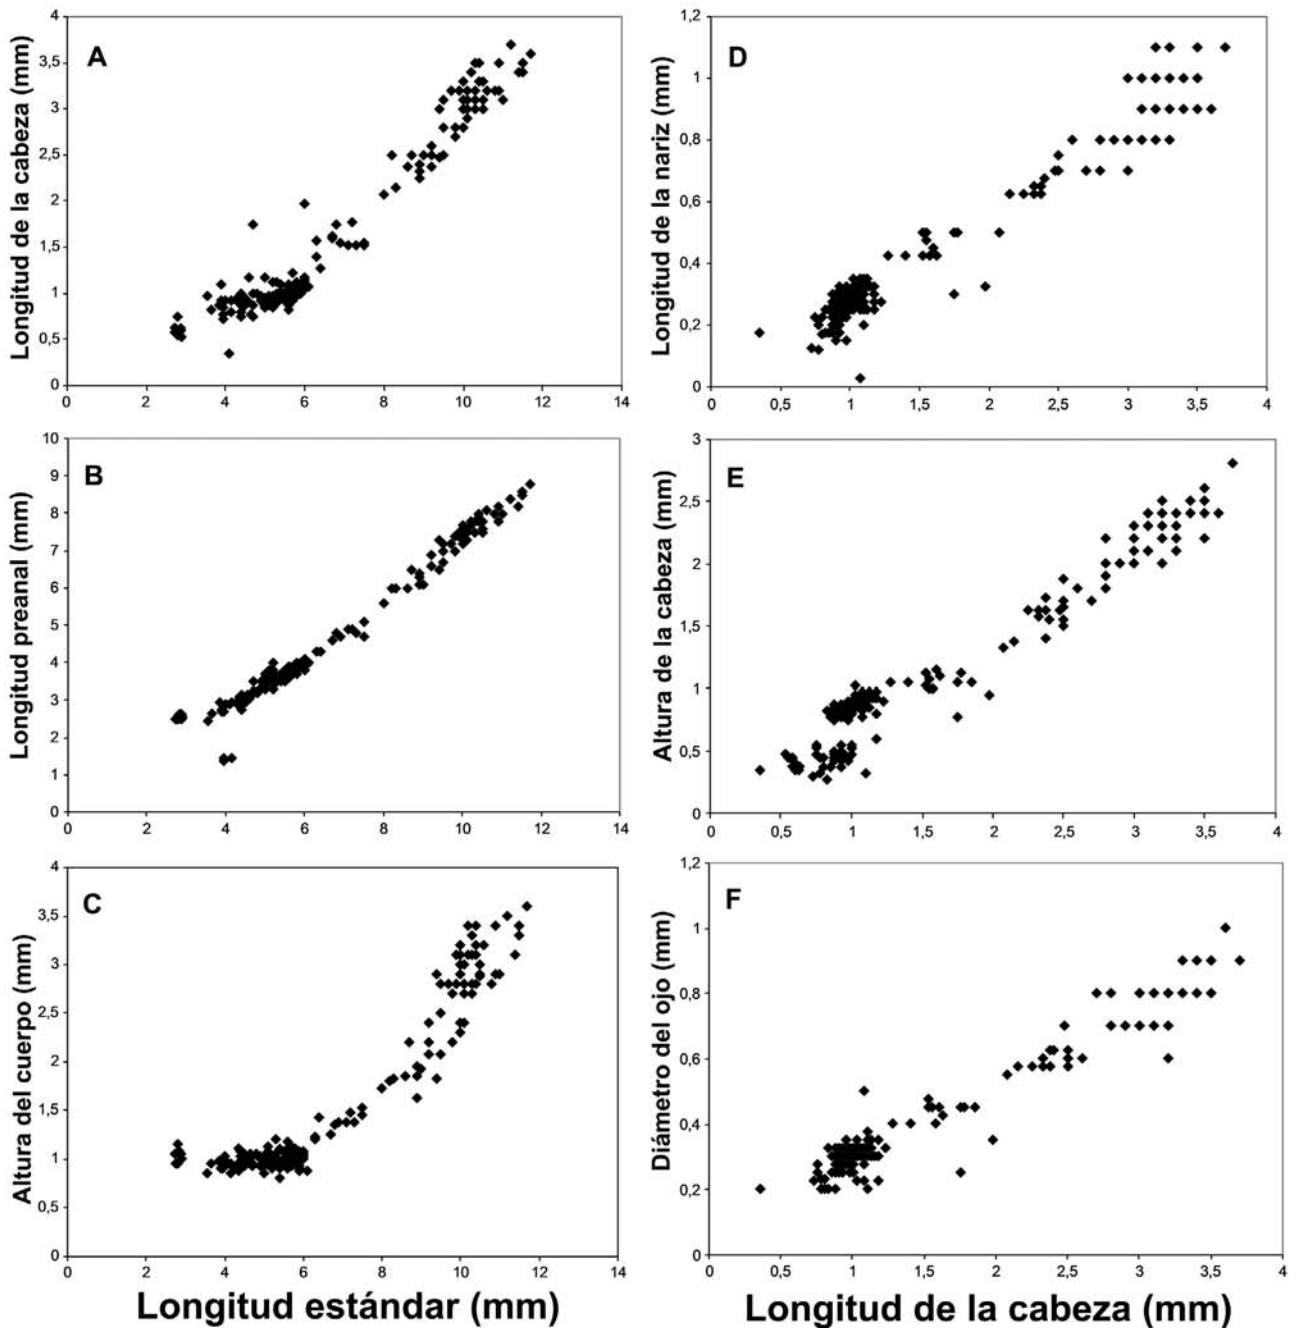 A
Longitud de la cabeza (mm)
4
3,5
3
2,5
2
1,5
1
0,5
0
0 2 4 6 8 10 12 14
D
Longitud de la nariz (mm)
1,2
1
0,8
0,6
0,4
0,2
0
0 0,5 1 1,5 2 2,5 3 3,5 4
B
Longitud preanal (mm)
10
9
8
7
6
5
4
3
2
1
0
0 2 4 6 8 10 12 14
E
Altura de la cabeza (mm)
3
2,5
2
1,5
1
0,5
0
0 0,5 1 1,5 2 2,5 3 3,5 4
C
Altura del cuerpo (mm)
4
3,5
3
2,5
2
1,5
1
0,5
0
0 2 4 6 8 10 12 14
Longitud estándar (mm)
F
Diámetro del ojo (mm)
1,2
1
0,8
0,6
0,4
0,2
0
0 0,5 1 1,5 2 2,5 3 3,5 4
Longitud de la cabeza (mm)